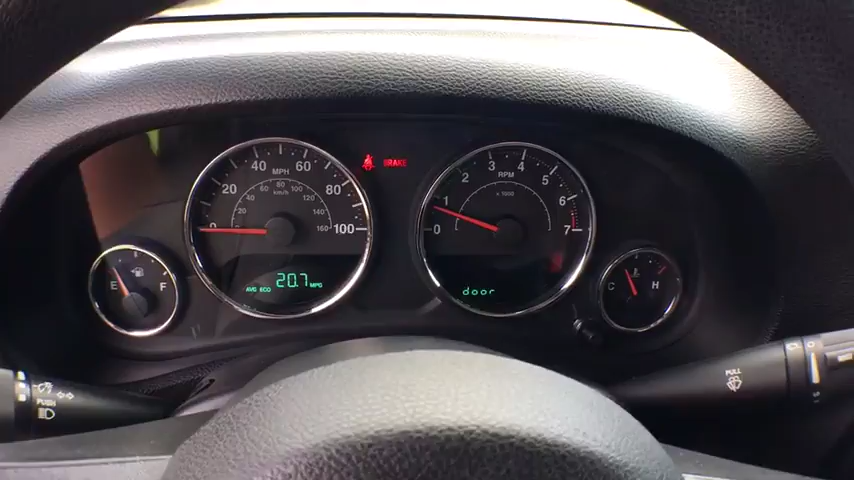 40 60
MPH
20 80
0 100
20 40 60 80 100 120 140 160
km/h
AVG ECO 20.7 MPG
BRAKE
0 1 2 3 4 5 6 7
RPM
x 1000
door
E F
C H
PUSH
PULL